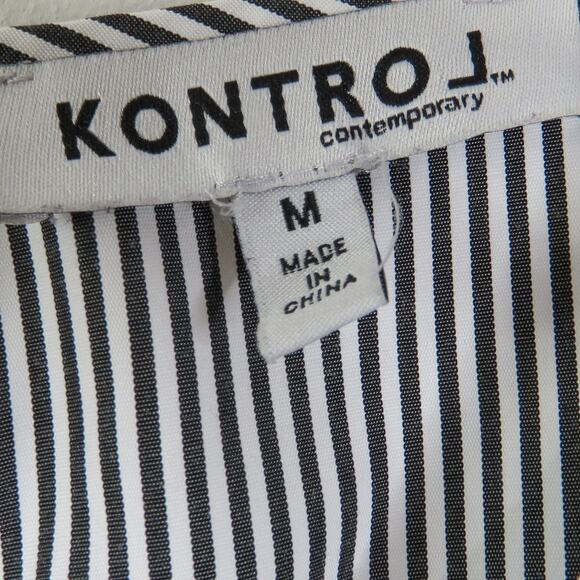 KONTROL™
contemporary
M
MADE
IN
CHINA